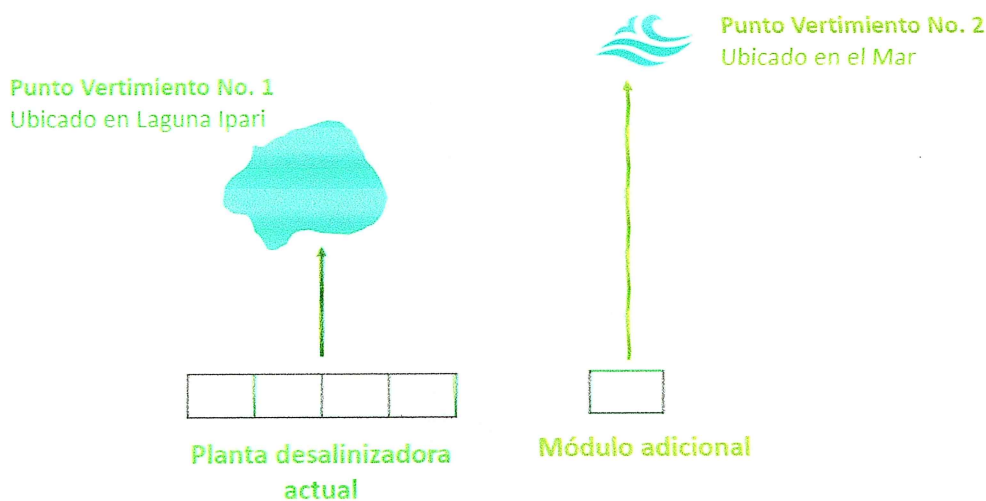 Punto Vertimiento No. 1
Ubicado en Laguna Ipari
Punto Vertimiento No. 2
Ubicado en el Mar
Planta desalinizadora
actual
Módulo adicional